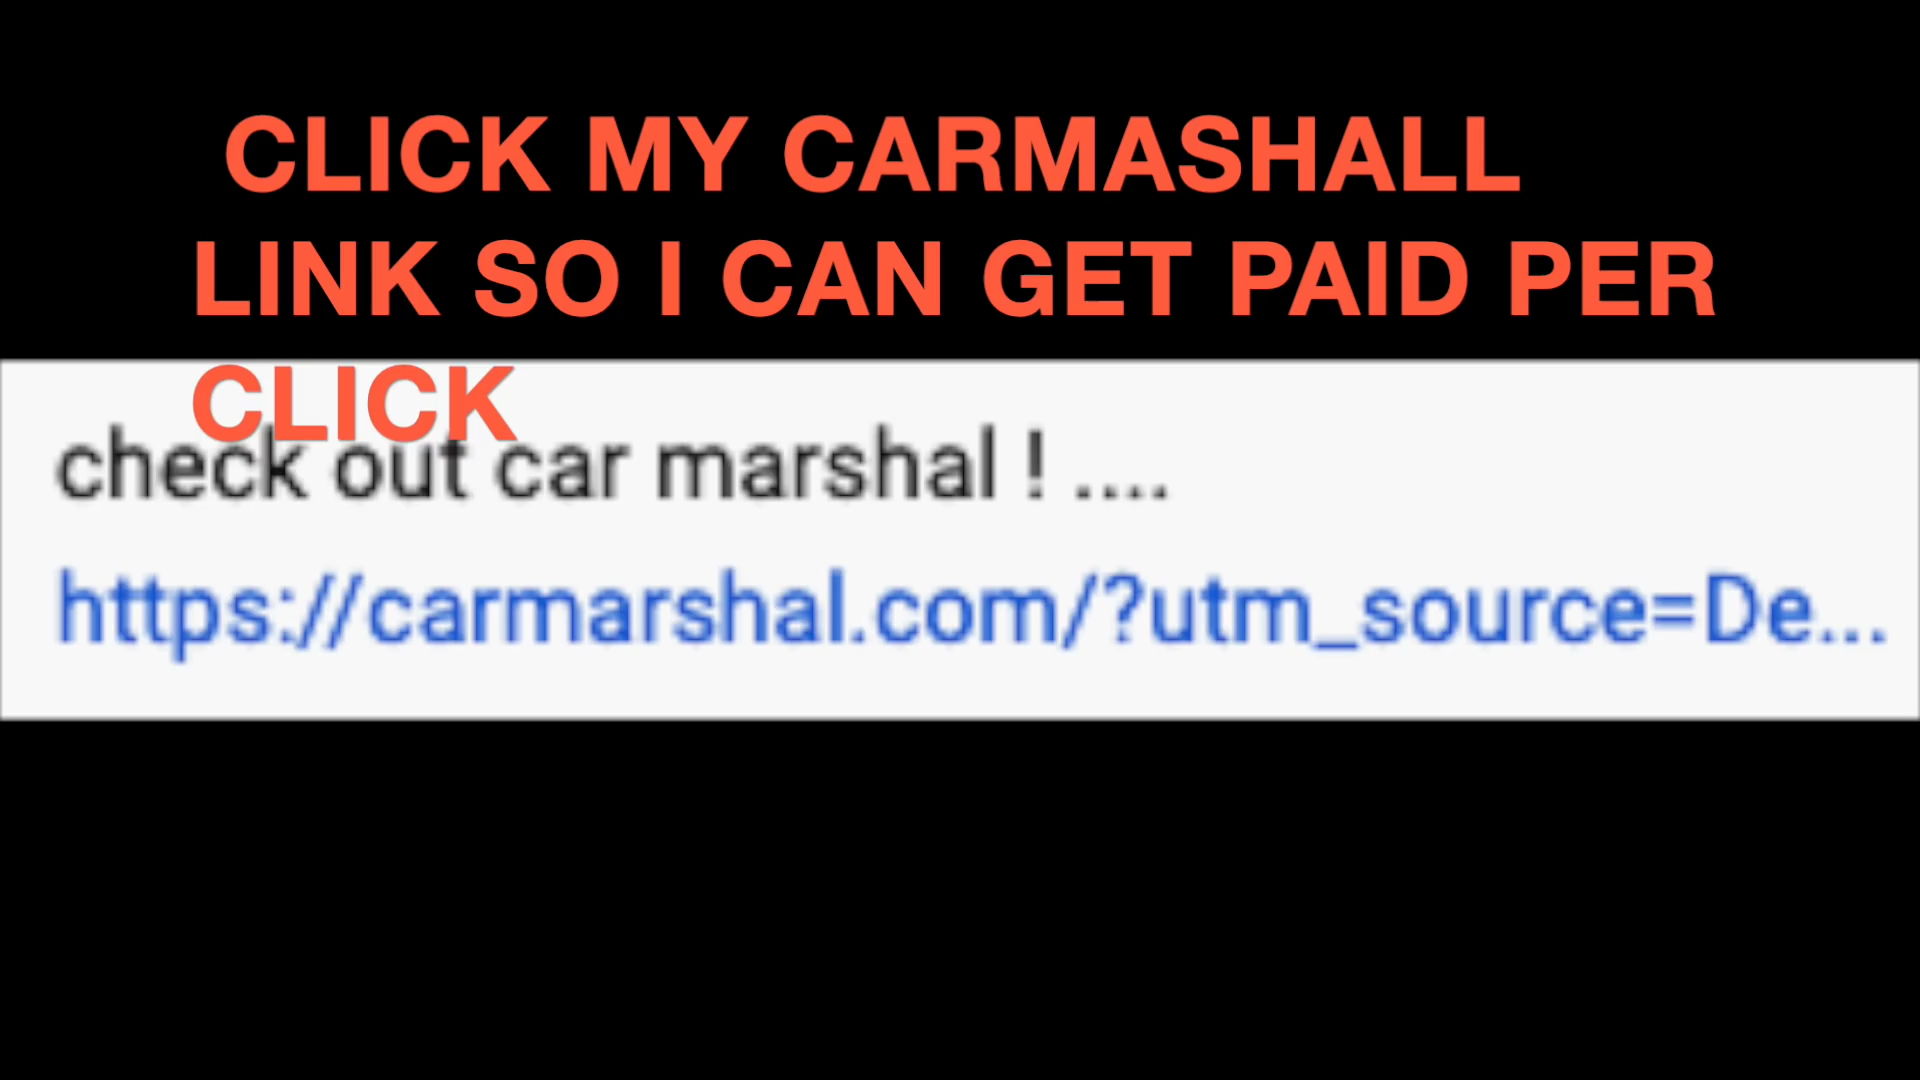 CLICK MY CARMASHALL
LINK SO I CAN GET PAID PER
CLICK
check out car marshal ! ....
https://carmarshal.com/?utm_source=De...